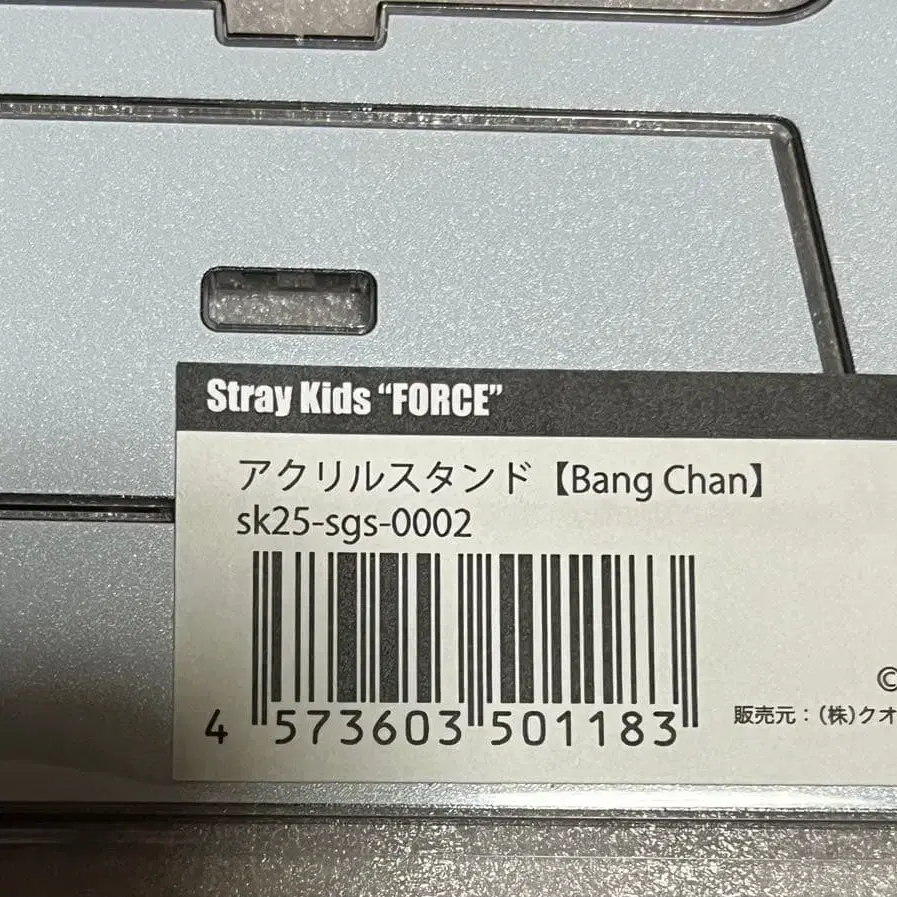 Stray Kids “FORCE”
アクリルスタンド【Bang Chan】
sk25-sgs-0002
©
販売元：（株）クオ
4 573603 501183